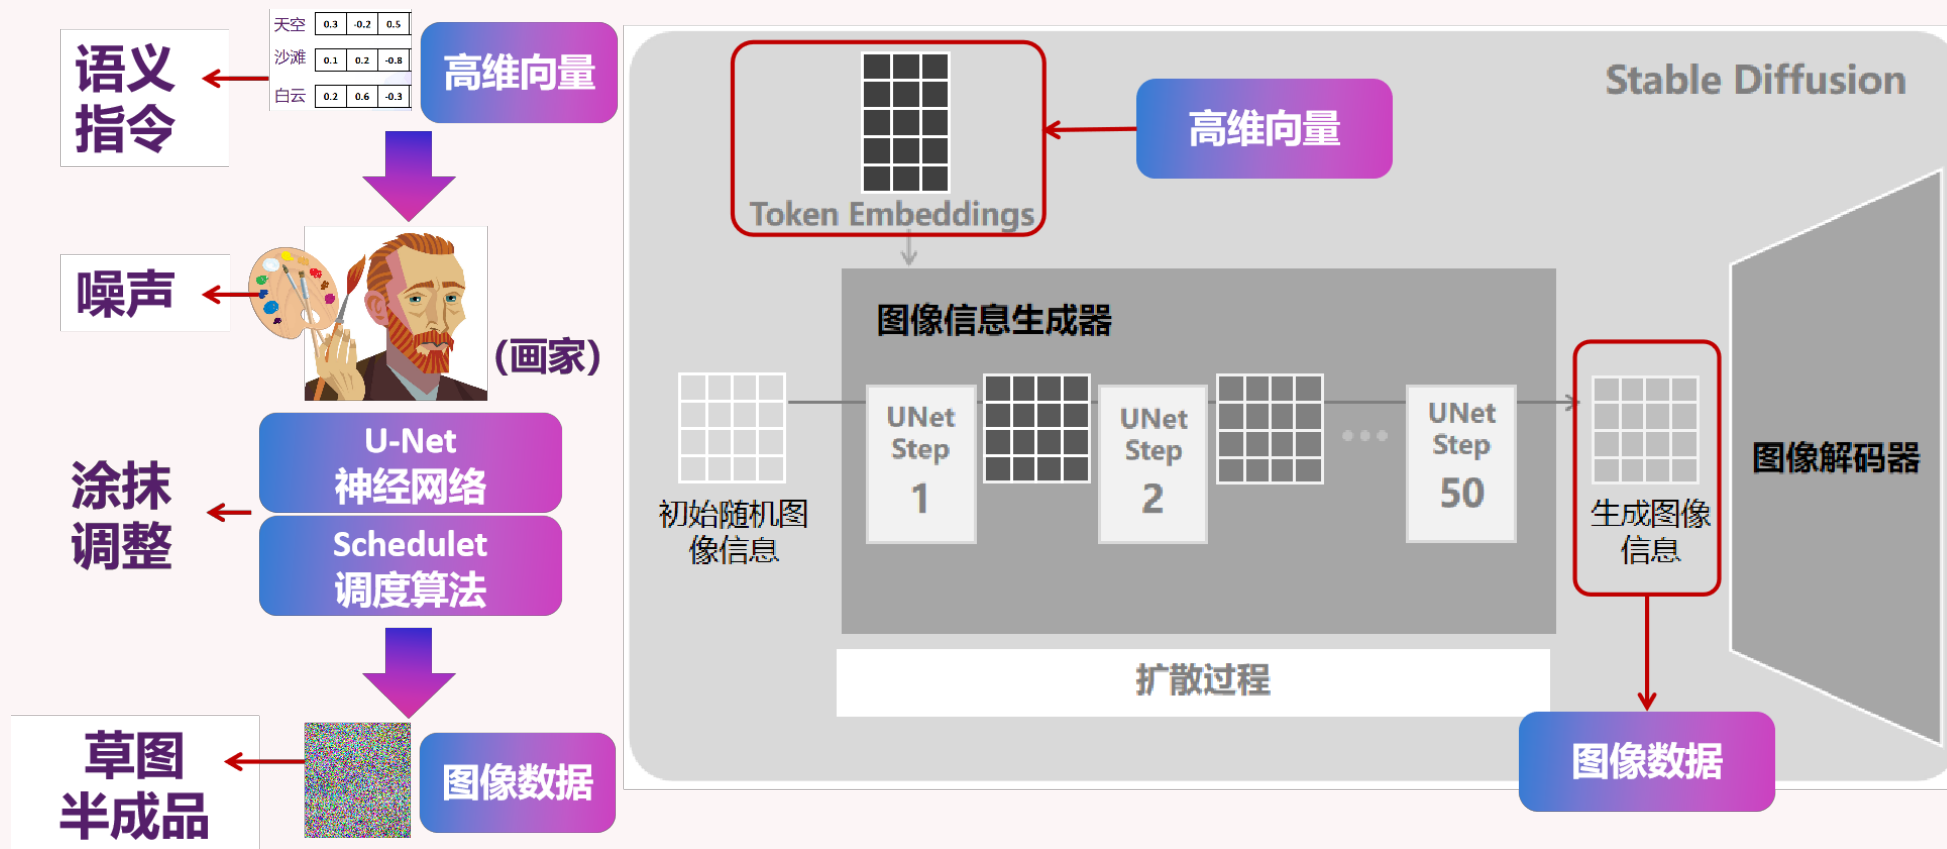 天空 0.3 -0.2 0.5
沙滩 0.1 0.2 -0.8
白云 0.2 0.6 -0.3
高维向量
语义
指令
噪声
(画家)
U-Net
神经网络
Schedulet
调度算法
涂抹
调整
草图
半成品
图像数据
Stable Diffusion
高维向量
Token Embeddings
图像信息生成器
初始随机图
像信息
UNet
Step
1
UNet
Step
2
UNet
Step
50
生成图像
信息
图像解码器
扩散过程
图像数据